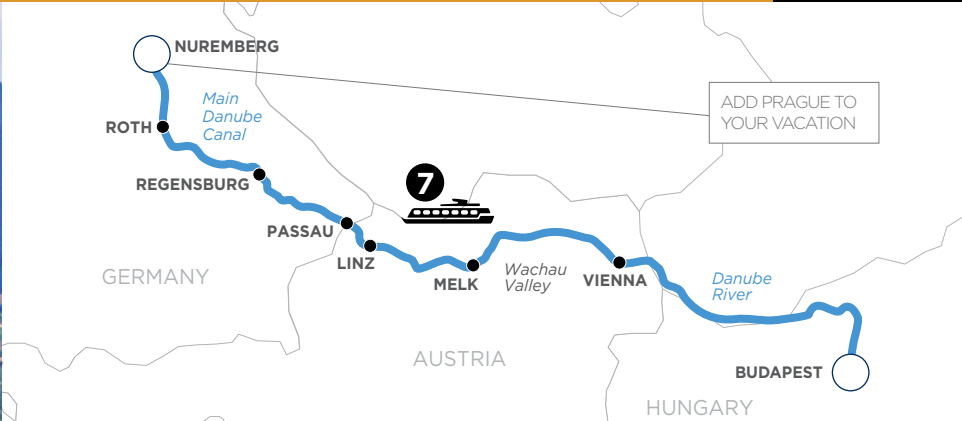 NUREMBERG
ADD PRAGUE TO
YOUR VACATION
Main
Danube
Canal
ROTH
REGENSBURG
7
PASSAU
LINZ
MELK
Wachau
Valley
VIENNA
Danube
River
GERMANY
AUSTRIA
BUDAPEST
HUNGARY